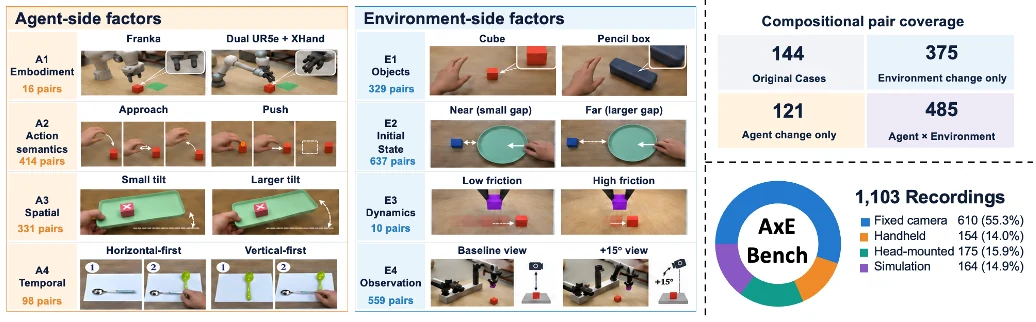 Agent-side factors
A1
Embodiment
16 pairs
Franka
Dual UR5e + XHand
A2
Action
semantics
414 pairs
Approach
Push
A3
Spatial
331 pairs
Small tilt
Larger tilt
A4
Temporal
98 pairs
Horizontal-first
Vertical-first
1
2
1
2
Environment-side factors
E1
Objects
329 pairs
Cube
Pencil box
E2
Initial
State
637 pairs
Near (small gap)
Far (larger gap)
E3
Dynamics
10 pairs
Low friction
High friction
E4
Observation
559 pairs
Baseline view
+15° view
+15°
Compositional pair coverage
144
Original Cases
375
Environment change only
121
Agent change only
485
Agent × Environment
AxE
Bench
1,103 Recordings
Fixed camera 610 (55.3%)
Handheld 154 (14.0%)
Head-mounted 175 (15.9%)
Simulation 164 (14.9%)